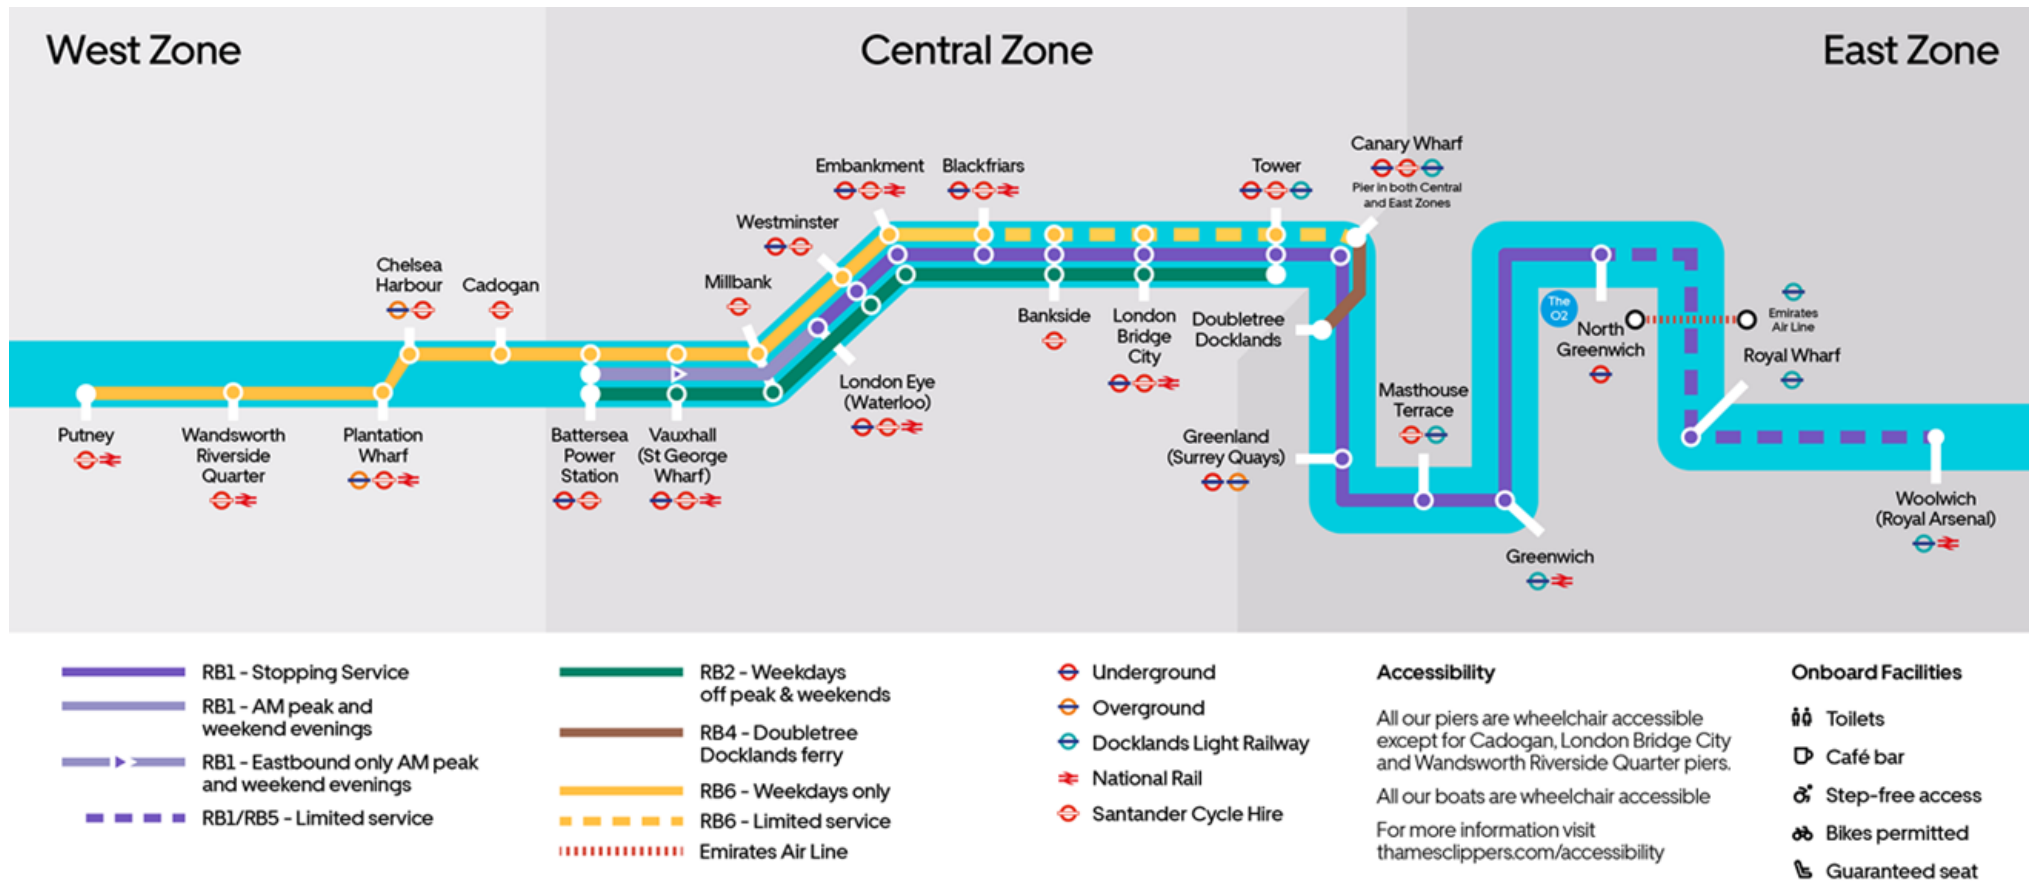 West Zone
Central Zone
East Zone
Canary Wharf
Pier in both Central
and East Zones
Embankment
Blackfriars
Tower
Westminster
Millbank
Chelsea
Harbour
Cadogan
Putney
Wandsworth
Riverside
Quarter
Plantation
Wharf
Battersea
Power
Station
Vauxhall
(St George
Wharf)
London Eye
(Waterloo)
Bankside
London
Bridge
City
Doubletree
Docklands
Greenland
(Surrey Quays)
Masthouse
Terrace
Greenwich
The
O2
North
Greenwich
Emirates
Air Line
Royal Wharf
Woolwich
(Royal Arsenal)
RB1 - Stopping Service
RB1 - AM peak and
weekend evenings
RB1 - Eastbound only AM peak
and weekend evenings
RB1/RB5 - Limited service
RB2 - Weekdays
off peak & weekends
RB4 - Doubletree
Docklands ferry
RB6 - Weekdays only
RB6 - Limited service
Emirates Air Line
Underground
Overground
Docklands Light Railway
National Rail
Santander Cycle Hire
Accessibility
All our piers are wheelchair accessible
except for Cadogan, London Bridge City
and Wandsworth Riverside Quarter piers.
All our boats are wheelchair accessible
For more information visit
thamesclippers.com/accessibility
Onboard Facilities
Toilets
Café bar
Step-free access
Bikes permitted
Guaranteed seat